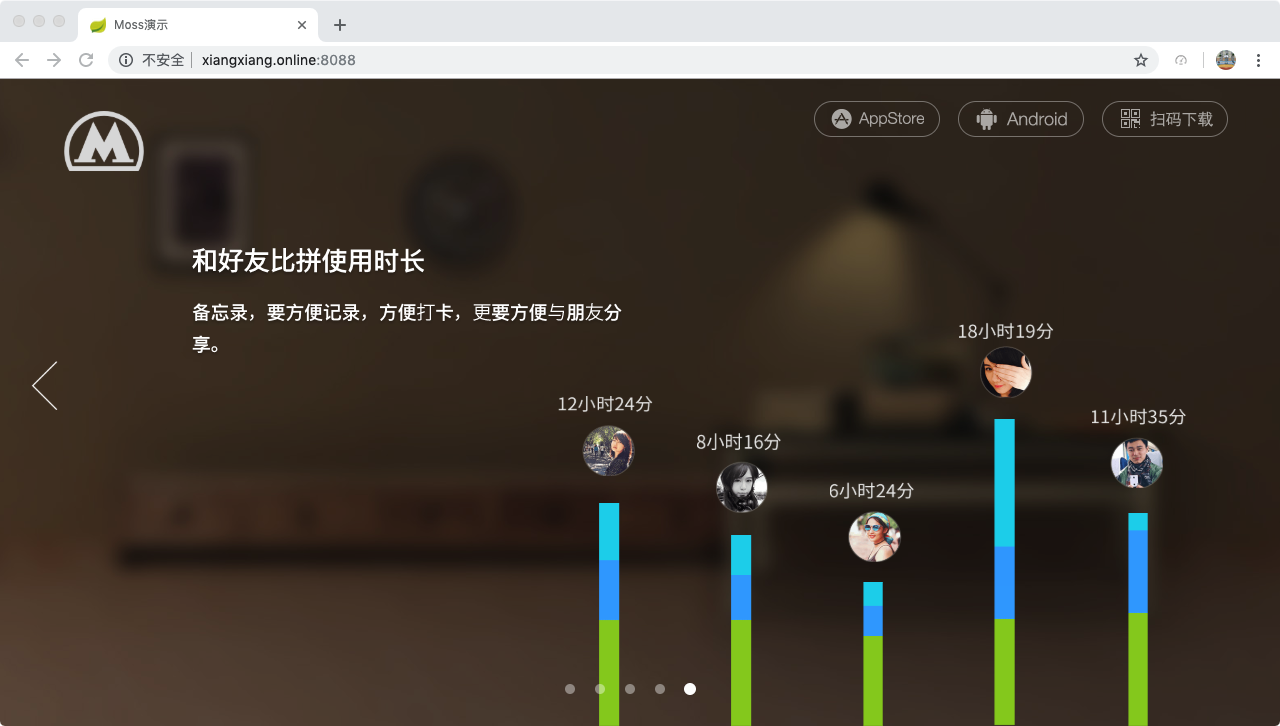 Moss演示
不安全
xiangxiang.online:8088
AppStore
Android
扫码下载
和好友比拼使用时长
备忘录，要方便记录，方便打卡，更要方便与朋友分
享。
18小时19分
12小时24分
11小时35分
8小时16分
6小时24分